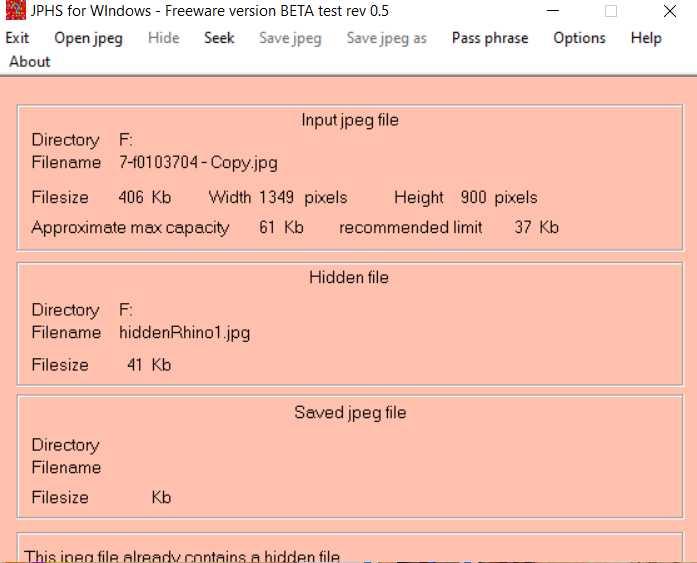 JPHS for WIndows - Freeware version BETA test rev 0.5
Exit Open jpeg Hide Seek Save jpeg Save jpeg as Pass phrase Options Help
About
Input jpeg file
Directory F:
Filename 7-f0103704 - Copy.jpg
Filesize 406 Kb Width 1349 pixels Height 900 pixels
Approximate max capacity 61 Kb recommended limit 37 Kb
Hidden file
Directory F:
Filename hiddenRhino1.jpg
Filesize 41 Kb
Saved jpeg file
Directory
Filename
Filesize Kb
This jpeg file already contains a hidden file